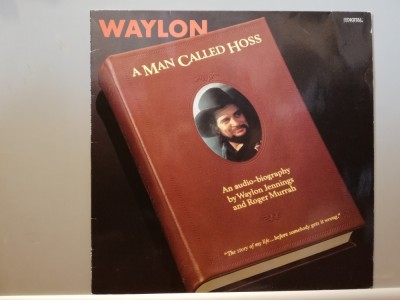 WAYLON
DIGITAL
A MAN CALLED HOSS
An audio-biography
by Waylon Jennings
and Roger Murrah
"The story of my life...before somebody gets it wrong."